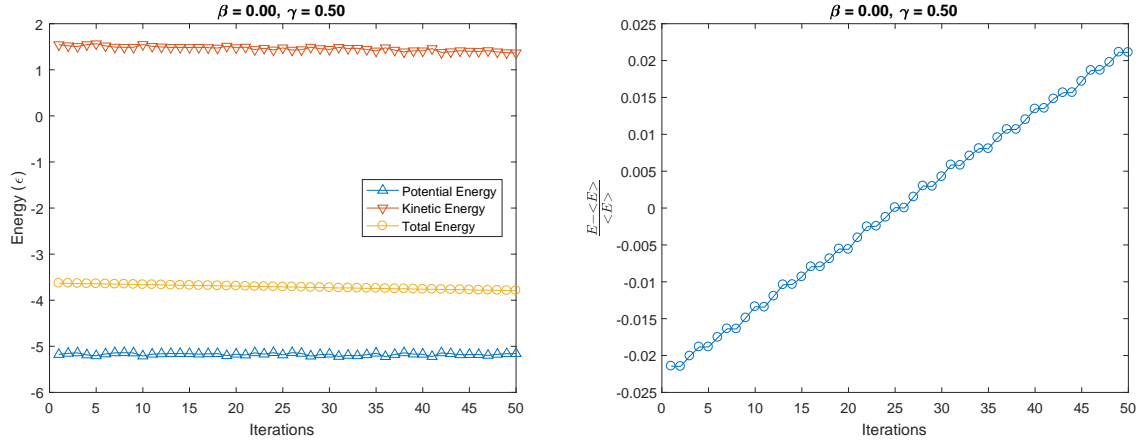 β = 0.00, γ = 0.50
2
1
0
-1
-2
-3
-4
-5
-6
Energy (ϵ)
0 5 10 15 20 25 30 35 40 45 50
Iterations
Potential Energy
Kinetic Energy
Total Energy
β = 0.00, γ = 0.50
0.025
0.02
0.015
0.01
0.005
0
-0.005
-0.01
-0.015
-0.02
-0.025
E−<E>
<E>
0 5 10 15 20 25 30 35 40 45 50
Iterations